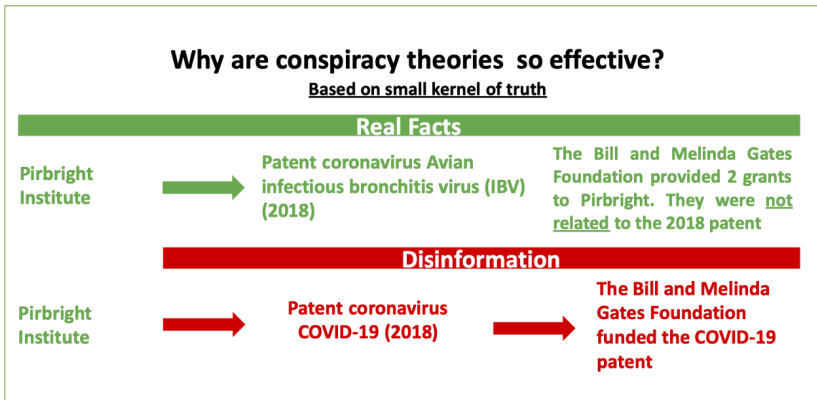 Why are conspiracy theories so effective?
Based on small kernel of truth
Real Facts
Pirbright
Institute
Patent coronavirus Avian
infectious bronchitis virus (IBV)
(2018)
The Bill and Melinda Gates
Foundation provided 2 grants
to Pirbright. They were not
related to the 2018 patent
Disinformation
Pirbright
Institute
Patent coronavirus
COVID-19 (2018)
The Bill and Melinda
Gates Foundation
funded the COVID-19
patent